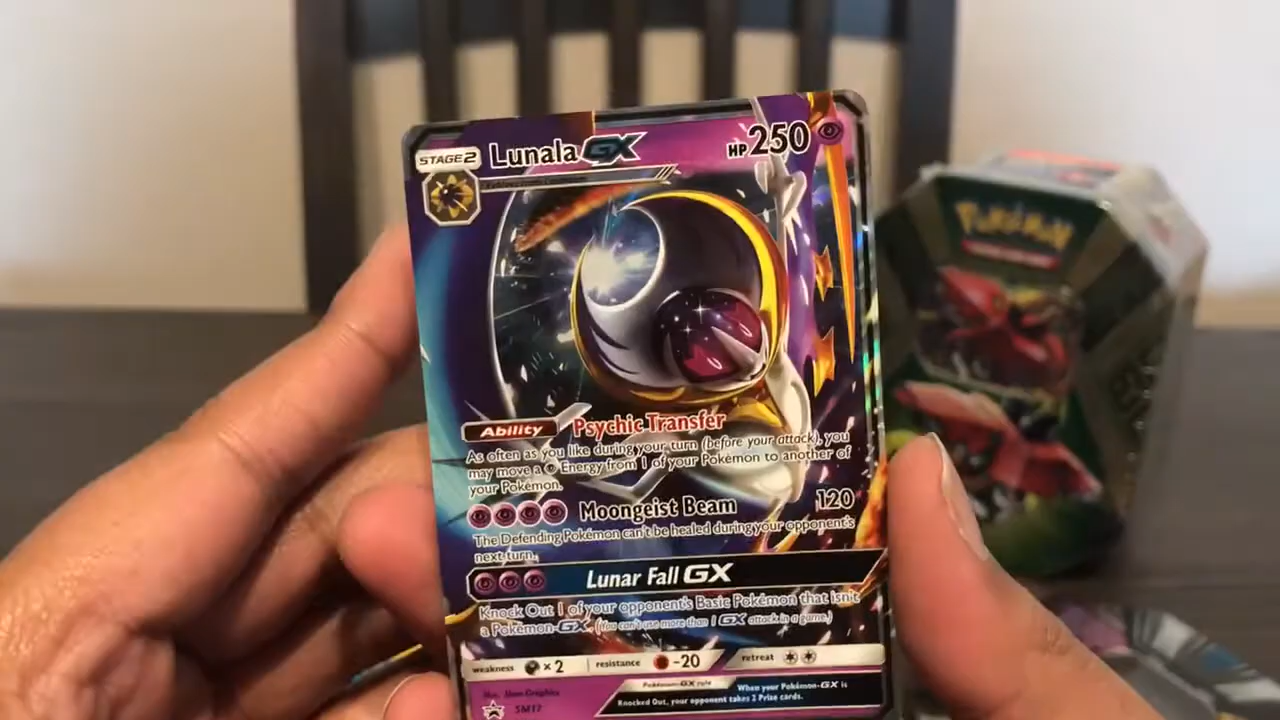 STAGE2 Lunala GX HP250
Ability Psychic Transfer
As often as you like during your turn (before your attack), you
may move a Energy from 1 of your Pokémon to another of
your Pokémon.
Moongeist Beam 120
The Defending Pokémon can't be healed during your opponent's
next turn.
Lunar Fall GX
Knock Out 1 of your opponent's Basic Pokémon that isn't
a Pokémon-GX. (You can't use more than 1 GX attack in a game.)
weakness ×2 resistance -20 retreat
Pokémon-GX rule When your Pokémon-GX is
Knocked Out, your opponent takes 2 Prize cards.
SM17
POKéMON